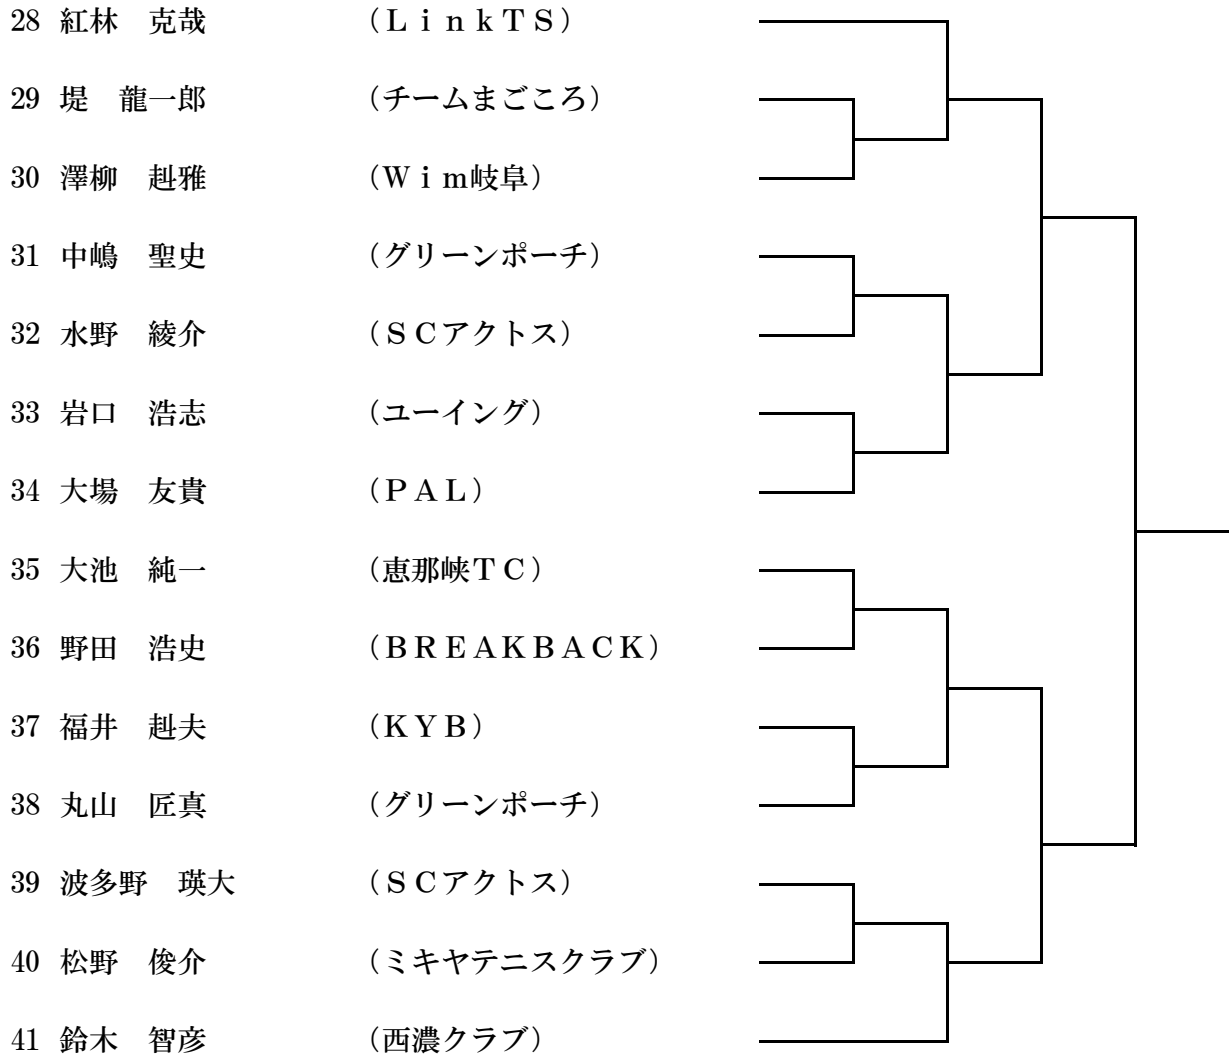 28 紅林　克哉 （ＬｉｎｋＴＳ）
29 堤　龍一郎 （チームまごころ）
30 澤柳　赳雅 （Ｗｉｍ岐阜）
31 中嶋　聖史 （グリーンポーチ）
32 水野　綾介 （ＳＣアクトス）
33 岩口　浩志 （ユーイング）
34 大場　友貴 （ＰＡＬ）
35 大池　純一 （恵那峡ＴＣ）
36 野田　浩史 （ＢＲＥＡＫＢＡＣＫ）
37 福井　赳夫 （ＫＹＢ）
38 丸山　匠真 （グリーンポーチ）
39 波多野　瑛大 （ＳＣアクトス）
40 松野　俊介 （ミキヤテニスクラブ）
41 鈴木　智彦 （西濃クラブ）